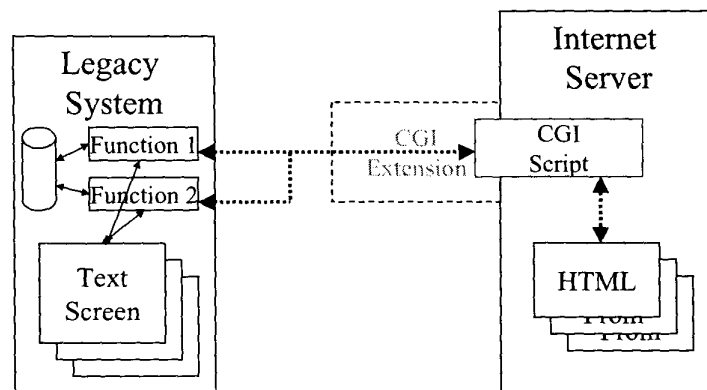 Legacy
System
Function 1
Function 2
Text
Screen
CGI
Extension
Internet
Server
CGI
Script
HTML